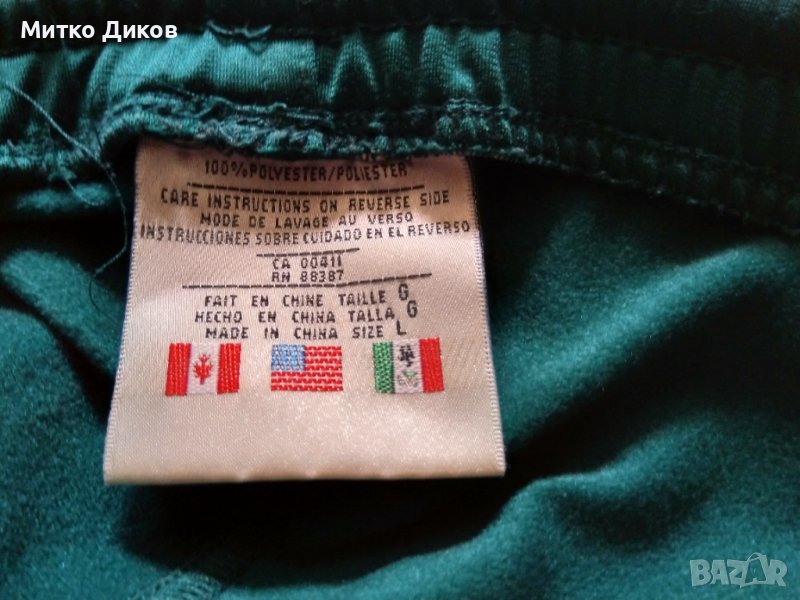 Митко Диков
100% POLYESTER/POLIESTER
CARE INSTRUCTIONS ON REVERSE SIDE
MODE DE LAVAGE AU VERSO
INSTRUCCIONES SOBRE CUIDADO EN EL REVERSO
CA 00411
RN 88387
FAIT EN CHINE TAILLE G
HECHO EN CHINA TALLA G
MADE IN CHINA SIZE L
BAZAR